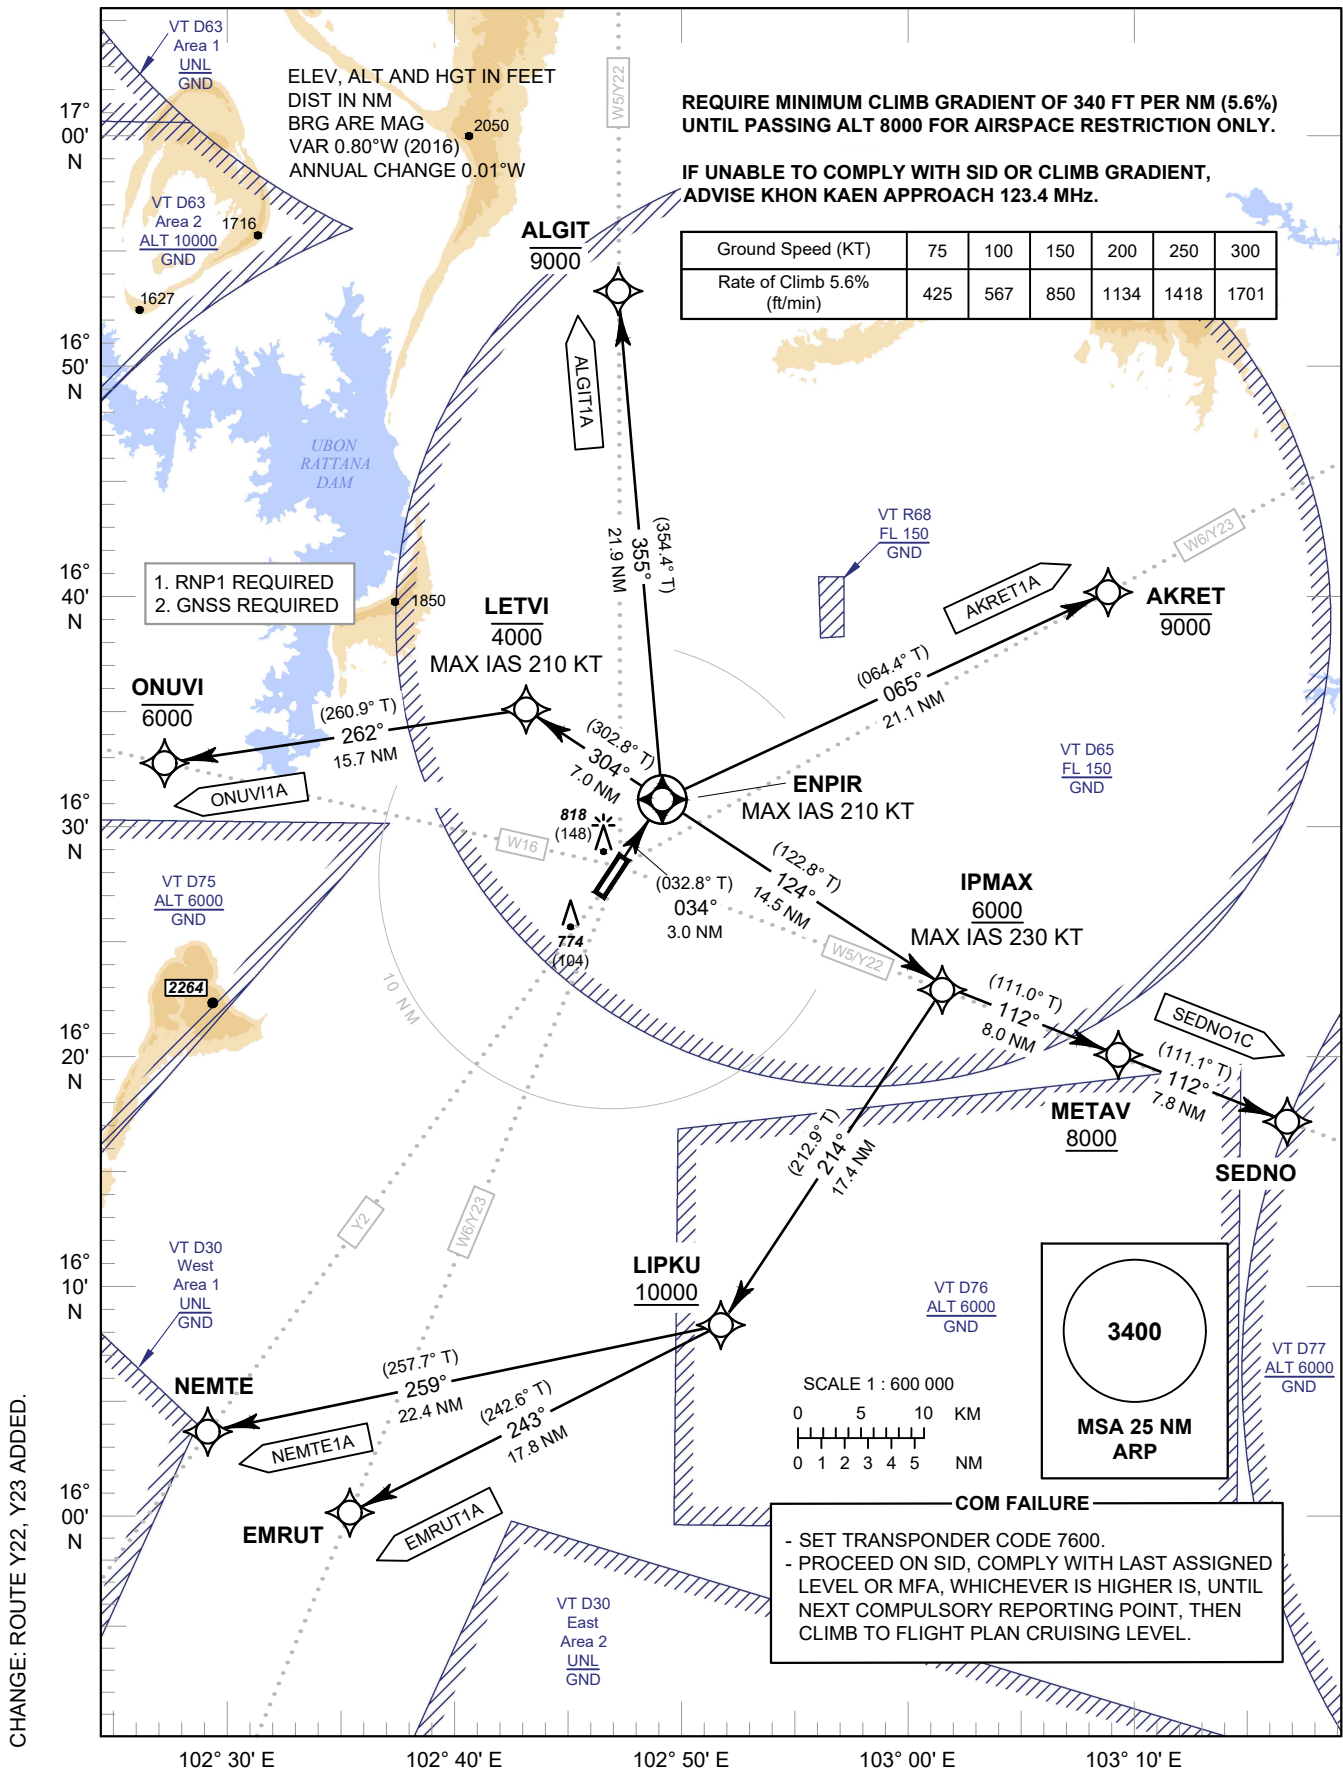 VT D63
Area 1
UNL
GND
ELEV, ALT AND HGT IN FEET
DIST IN NM
BRG ARE MAG
VAR 0.80°W (2016)
ANNUAL CHANGE 0.01°W
2050
W5/Y22
REQUIRE MINIMUM CLIMB GRADIENT OF 340 FT PER NM (5.6%)
UNTIL PASSING ALT 8000 FOR AIRSPACE RESTRICTION ONLY.
IF UNABLE TO COMPLY WITH SID OR CLIMB GRADIENT,
ADVISE KHON KAEN APPROACH 123.4 MHz.
Ground Speed (KT) 75 100 150 200 250 300
Rate of Climb 5.6%
(ft/min) 425 567 850 1134 1418 1701
17°
00'
N
VT D63
Area 2
ALT 10000
GND
1716
1627
ALGIT
9000
ALGIT1A
16°
50'
N
UBON
RATTANA
DAM
(354.4° T)
355°
21.9 NM
VT R68
FL 150
GND
W6/Y23
16°
40'
N
1. RNP1 REQUIRED
2. GNSS REQUIRED
1850
LETVI
4000
MAX IAS 210 KT
AKRET1A
AKRET
9000
(064.4° T)
065°
21.1 NM
ONUVI
6000
(260.9° T)
262°
15.7 NM
ONUVI1A
(302.8° T)
304°
7.0 NM
ENPIR
MAX IAS 210 KT
VT D65
FL 150
GND
16°
30'
N
818
(148)
W16
774
(104)
(032.8° T)
034°
3.0 NM
(122.8° T)
124°
14.5 NM
W5/Y22
IPMAX
6000
MAX IAS 230 KT
VT D75
ALT 6000
GND
2264
10 NM
(111.0° T)
112°
8.0 NM
SEDNO1C
(111.1° T)
112°
7.8 NM
METAV
8000
SEDNO
16°
20'
N
(212.9° T)
214°
17.4 NM
Y2
W6/Y23
VT D30
West
Area 1
UNL
GND
16°
10'
N
LIPKU
10000
VT D76
ALT 6000
GND
3400
MSA 25 NM
ARP
VT D77
ALT 6000
GND
(257.7° T)
259°
22.4 NM
(242.6° T)
243°
17.8 NM
NEMTE
NEMTE1A
EMRUT
EMRUT1A
SCALE 1 : 600 000
0 5 10 KM
0 1 2 3 4 5 NM
16°
00'
N
COM FAILURE
- SET TRANSPONDER CODE 7600.
- PROCEED ON SID, COMPLY WITH LAST ASSIGNED
LEVEL OR MFA, WHICHEVER IS HIGHER IS, UNTIL
NEXT COMPULSORY REPORTING POINT, THEN
CLIMB TO FLIGHT PLAN CRUISING LEVEL.
VT D30
East
Area 2
UNL
GND
102° 30' E
102° 40' E
102° 50' E
103° 00' E
103° 10' E
CHANGE: ROUTE Y22, Y23 ADDED.